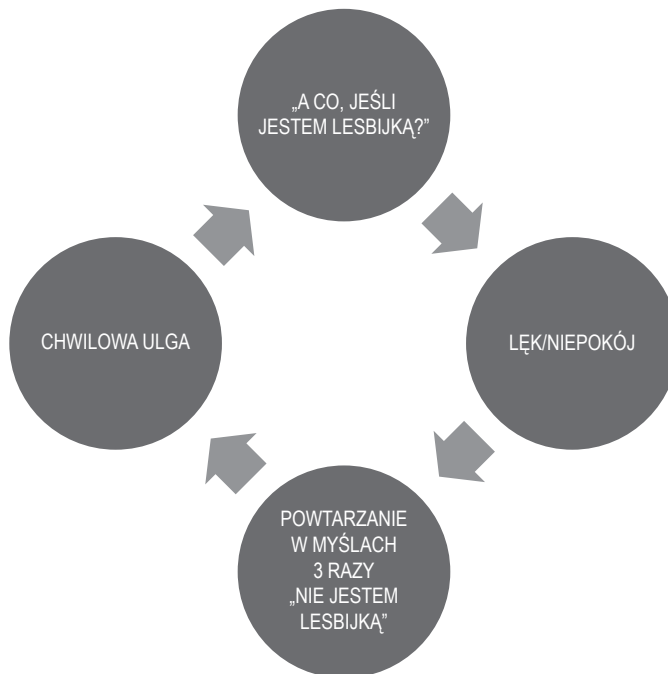 „A CO, JEŚLI
JESTEM LESBIJKĄ?”
LĘK/NIEPOKÓJ
POWTARZANIE
W MYŚLACH
3 RAZY
„NIE JESTEM
LESBIJKĄ”
CHWILOWA ULGA